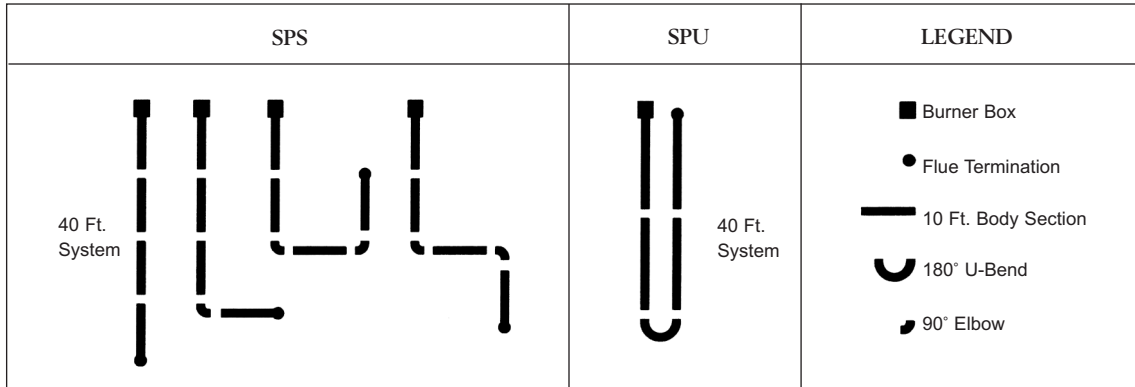 SPS
SPU
LEGEND
40 Ft.
System
40 Ft.
System
Burner Box
Flue Termination
10 Ft. Body Section
180° U-Bend
90° Elbow